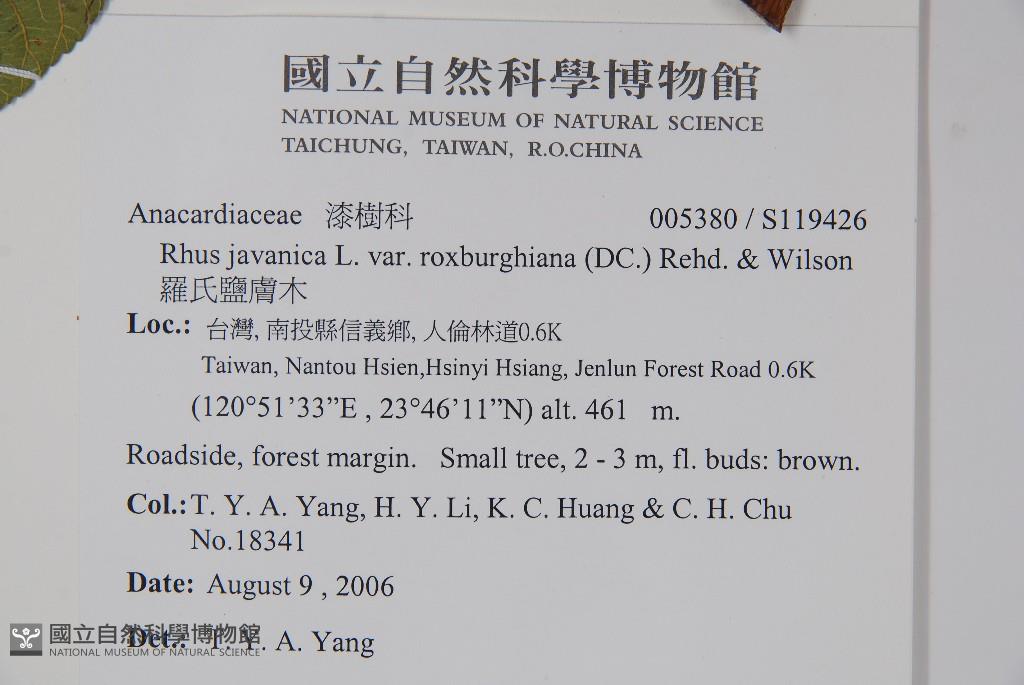 國立自然科學博物館
NATIONAL MUSEUM OF NATURAL SCIENCE
TAICHUNG, TAIWAN, R.O.CHINA
Anacardiaceae 漆樹科 005380 / S119426
Rhus javanica L. var. roxburghiana (DC.) Rehd. & Wilson
羅氏鹽膚木
Loc.: 台灣, 南投縣信義鄉, 人倫林道0.6K
Taiwan, Nantou Hsien,Hsinyi Hsiang, Jenlun Forest Road 0.6K
(120°51’33”E , 23°46’11”N) alt. 461 m.
Roadside, forest margin. Small tree, 2 - 3 m, fl. buds: brown.
Col.: T. Y. A. Yang, H. Y. Li, K. C. Huang & C. H. Chu
No.18341
Date: August 9 , 2006
Det.: T. Y. A. Yang
國立自然科學博物館
NATIONAL MUSEUM OF NATURAL SCIENCE